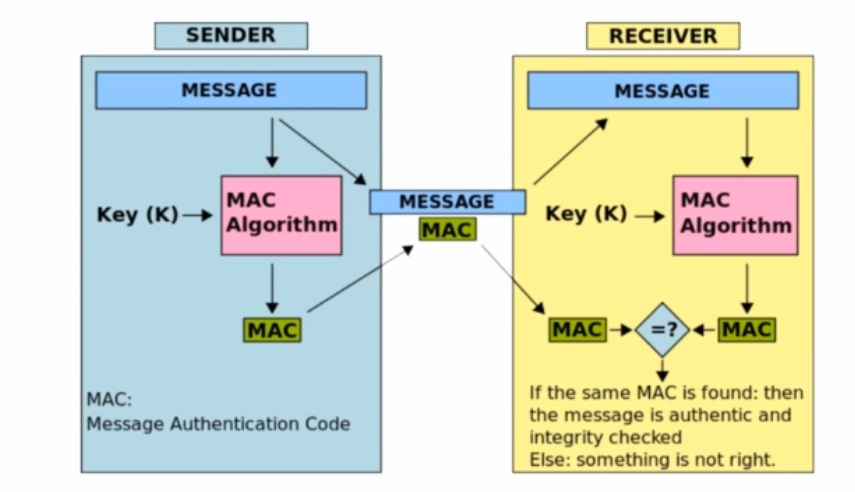 SENDER
MESSAGE
Key (K)
MAC
Algorithm
MAC
MAC:
Message Authentication Code
MESSAGE
MAC
RECEIVER
MESSAGE
Key (K)
MAC
Algorithm
MAC
=?
MAC
If the same MAC is found: then
the message is authentic and
integrity checked
Else: something is not right.